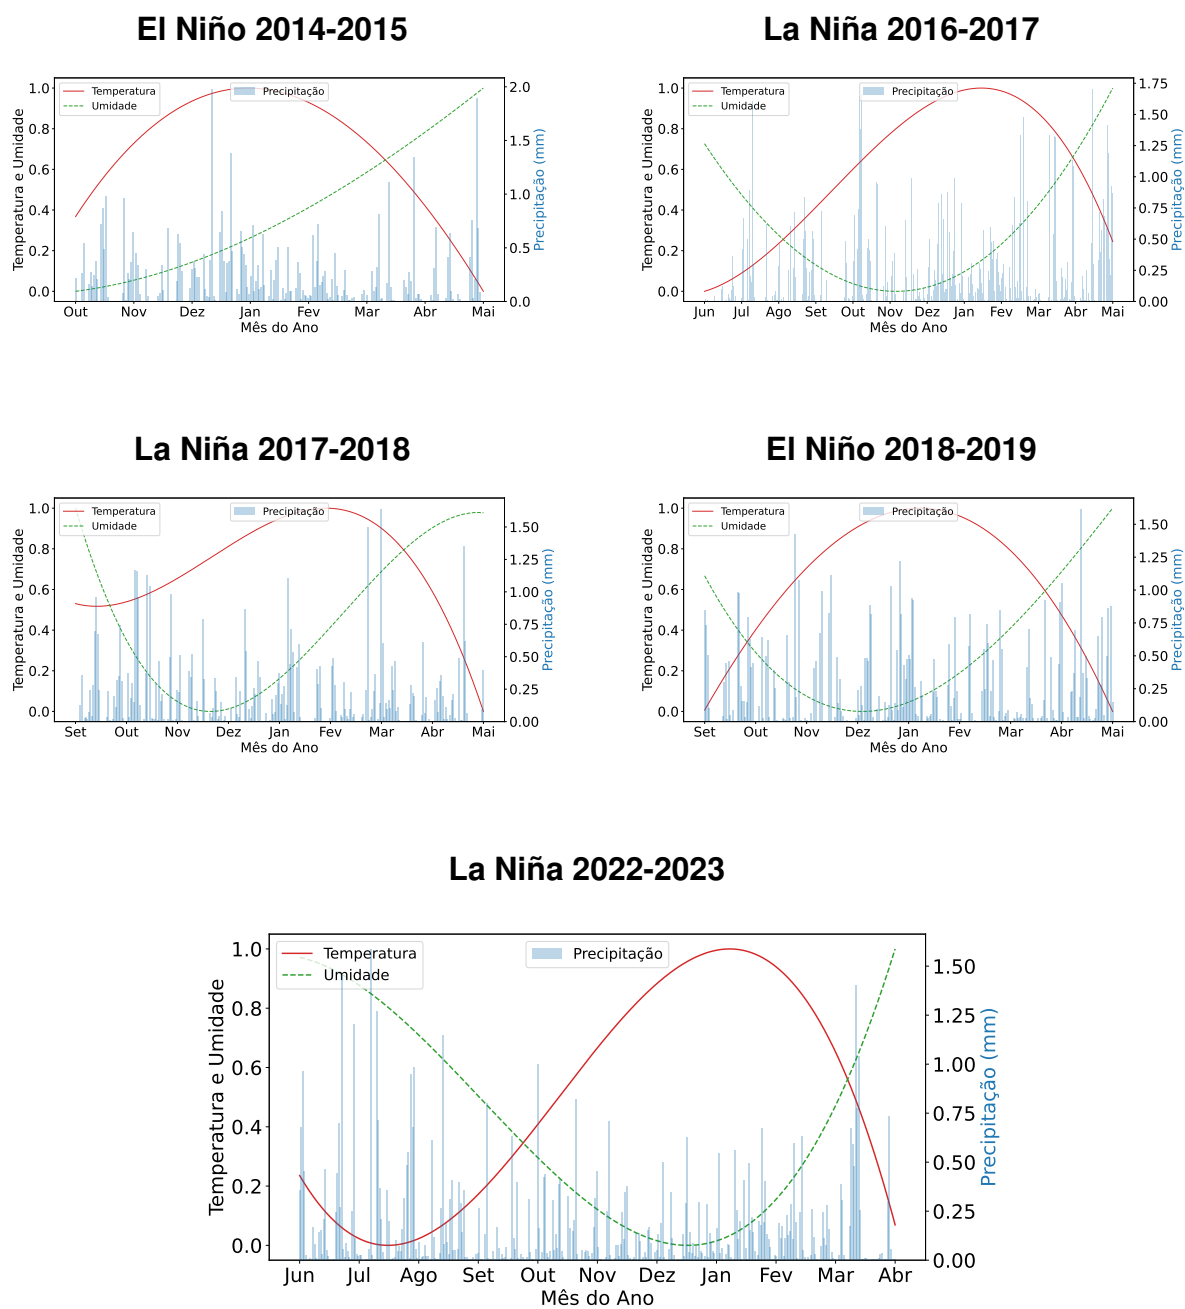 El Niño 2014-2015
La Niña 2016-2017
Temperatura e Umidade
1.0
0.8
0.6
0.4
0.2
0.0
Temperatura
Umidade
Precipitação
2.0
1.5
1.0
0.5
0.0
Precipitação (mm)
Out Nov Dez Jan Fev Mar Abr Mai
Mês do Ano
Temperatura e Umidade
1.0
0.8
0.6
0.4
0.2
0.0
Temperatura
Umidade
Precipitação
1.75
1.50
1.25
1.00
0.75
0.50
0.25
0.00
Precipitação (mm)
Jun Jul Ago Set Out Nov Dez Jan Fev Mar Abr Mai
Mês do Ano
La Niña 2017-2018
El Niño 2018-2019
Temperatura e Umidade
1.0
0.8
0.6
0.4
0.2
0.0
Temperatura
Umidade
Precipitação
1.50
1.25
1.00
0.75
0.50
0.25
0.00
Precipitação (mm)
Set Out Nov Dez Jan Fev Mar Abr Mai
Mês do Ano
Temperatura e Umidade
1.0
0.8
0.6
0.4
0.2
0.0
Temperatura
Umidade
Precipitação
1.50
1.25
1.00
0.75
0.50
0.25
0.00
Precipitação (mm)
Set Out Nov Dez Jan Fev Mar Abr Mai
Mês do Ano
La Niña 2022-2023
Temperatura e Umidade
1.0
0.8
0.6
0.4
0.2
0.0
Temperatura
Umidade
Precipitação
1.50
1.25
1.00
0.75
0.50
0.25
0.00
Precipitação (mm)
Jun Jul Ago Set Out Nov Dez Jan Fev Mar Abr
Mês do Ano